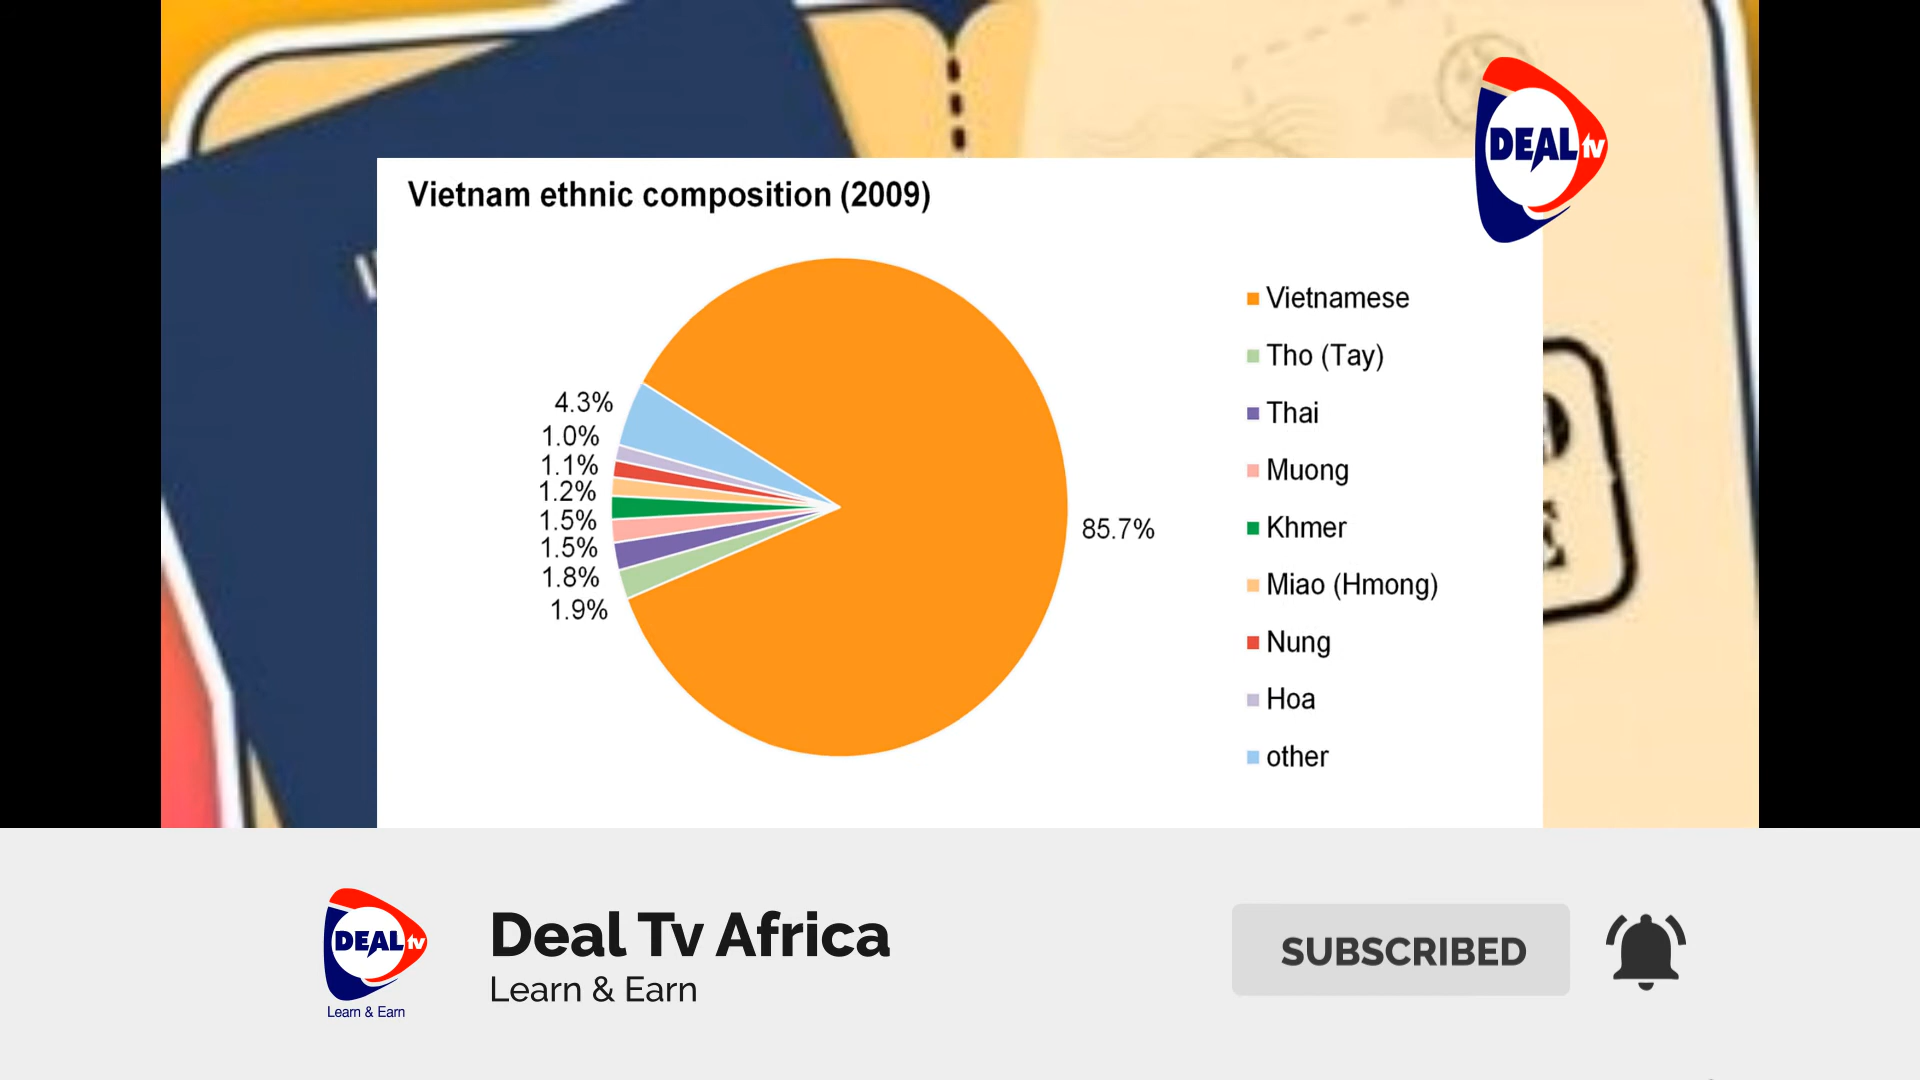 DEAL tv
Vietnam ethnic composition (2009)
4.3%
1.0%
1.1%
1.2%
1.5%
1.5%
1.8%
1.9%
85.7%
Vietnamese
Tho (Tay)
Thai
Muong
Khmer
Miao (Hmong)
Nung
Hoa
other
DEAL tv
Learn & Earn
Deal Tv Africa
Learn & Earn
SUBSCRIBED